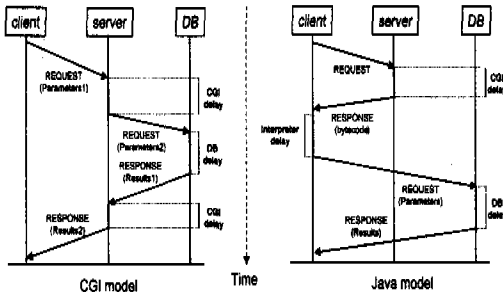 client
server
DB
REQUEST
(Parameters1)
CGI
delay
REQUEST
(Parameters2)
DB
delay
RESPONSE
(Results1)
CGI
delay
RESPONSE
(Results2)
CGI model
Time
client
server
DB
REQUEST
CGI
delay
RESPONSE
(bytecode)
Interpreter
delay
REQUEST
(Parameters)
DB
delay
RESPONSE
(Results)
Java model